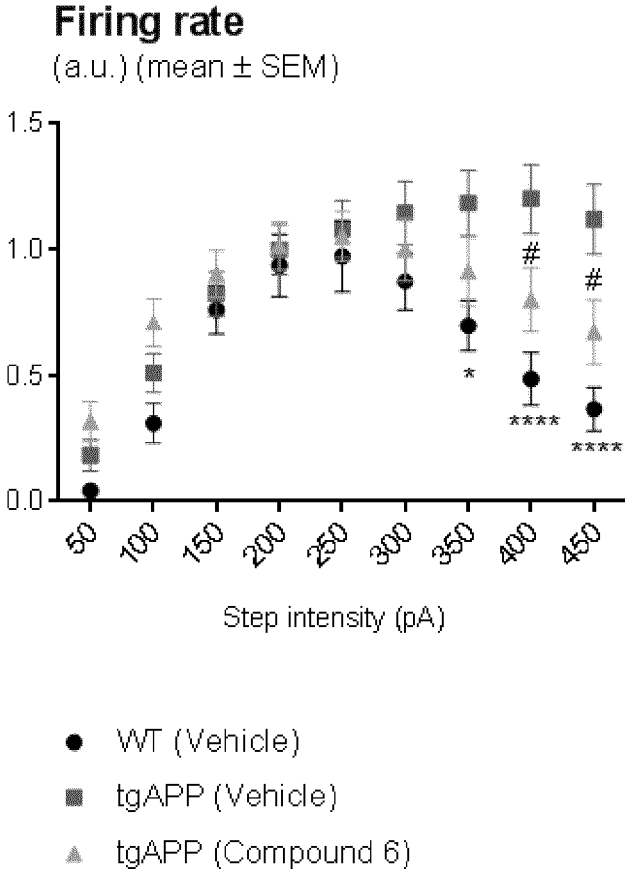 Firing rate
(a.u.) (mean ± SEM)
1.5
1.0
#
#
0.5
*
****
****
0.0
50 100 150 200 250 300 350 400 450
Step intensity (pA)
WT (Vehicle)
tgAPP (Vehicle)
tgAPP (Compound 6)